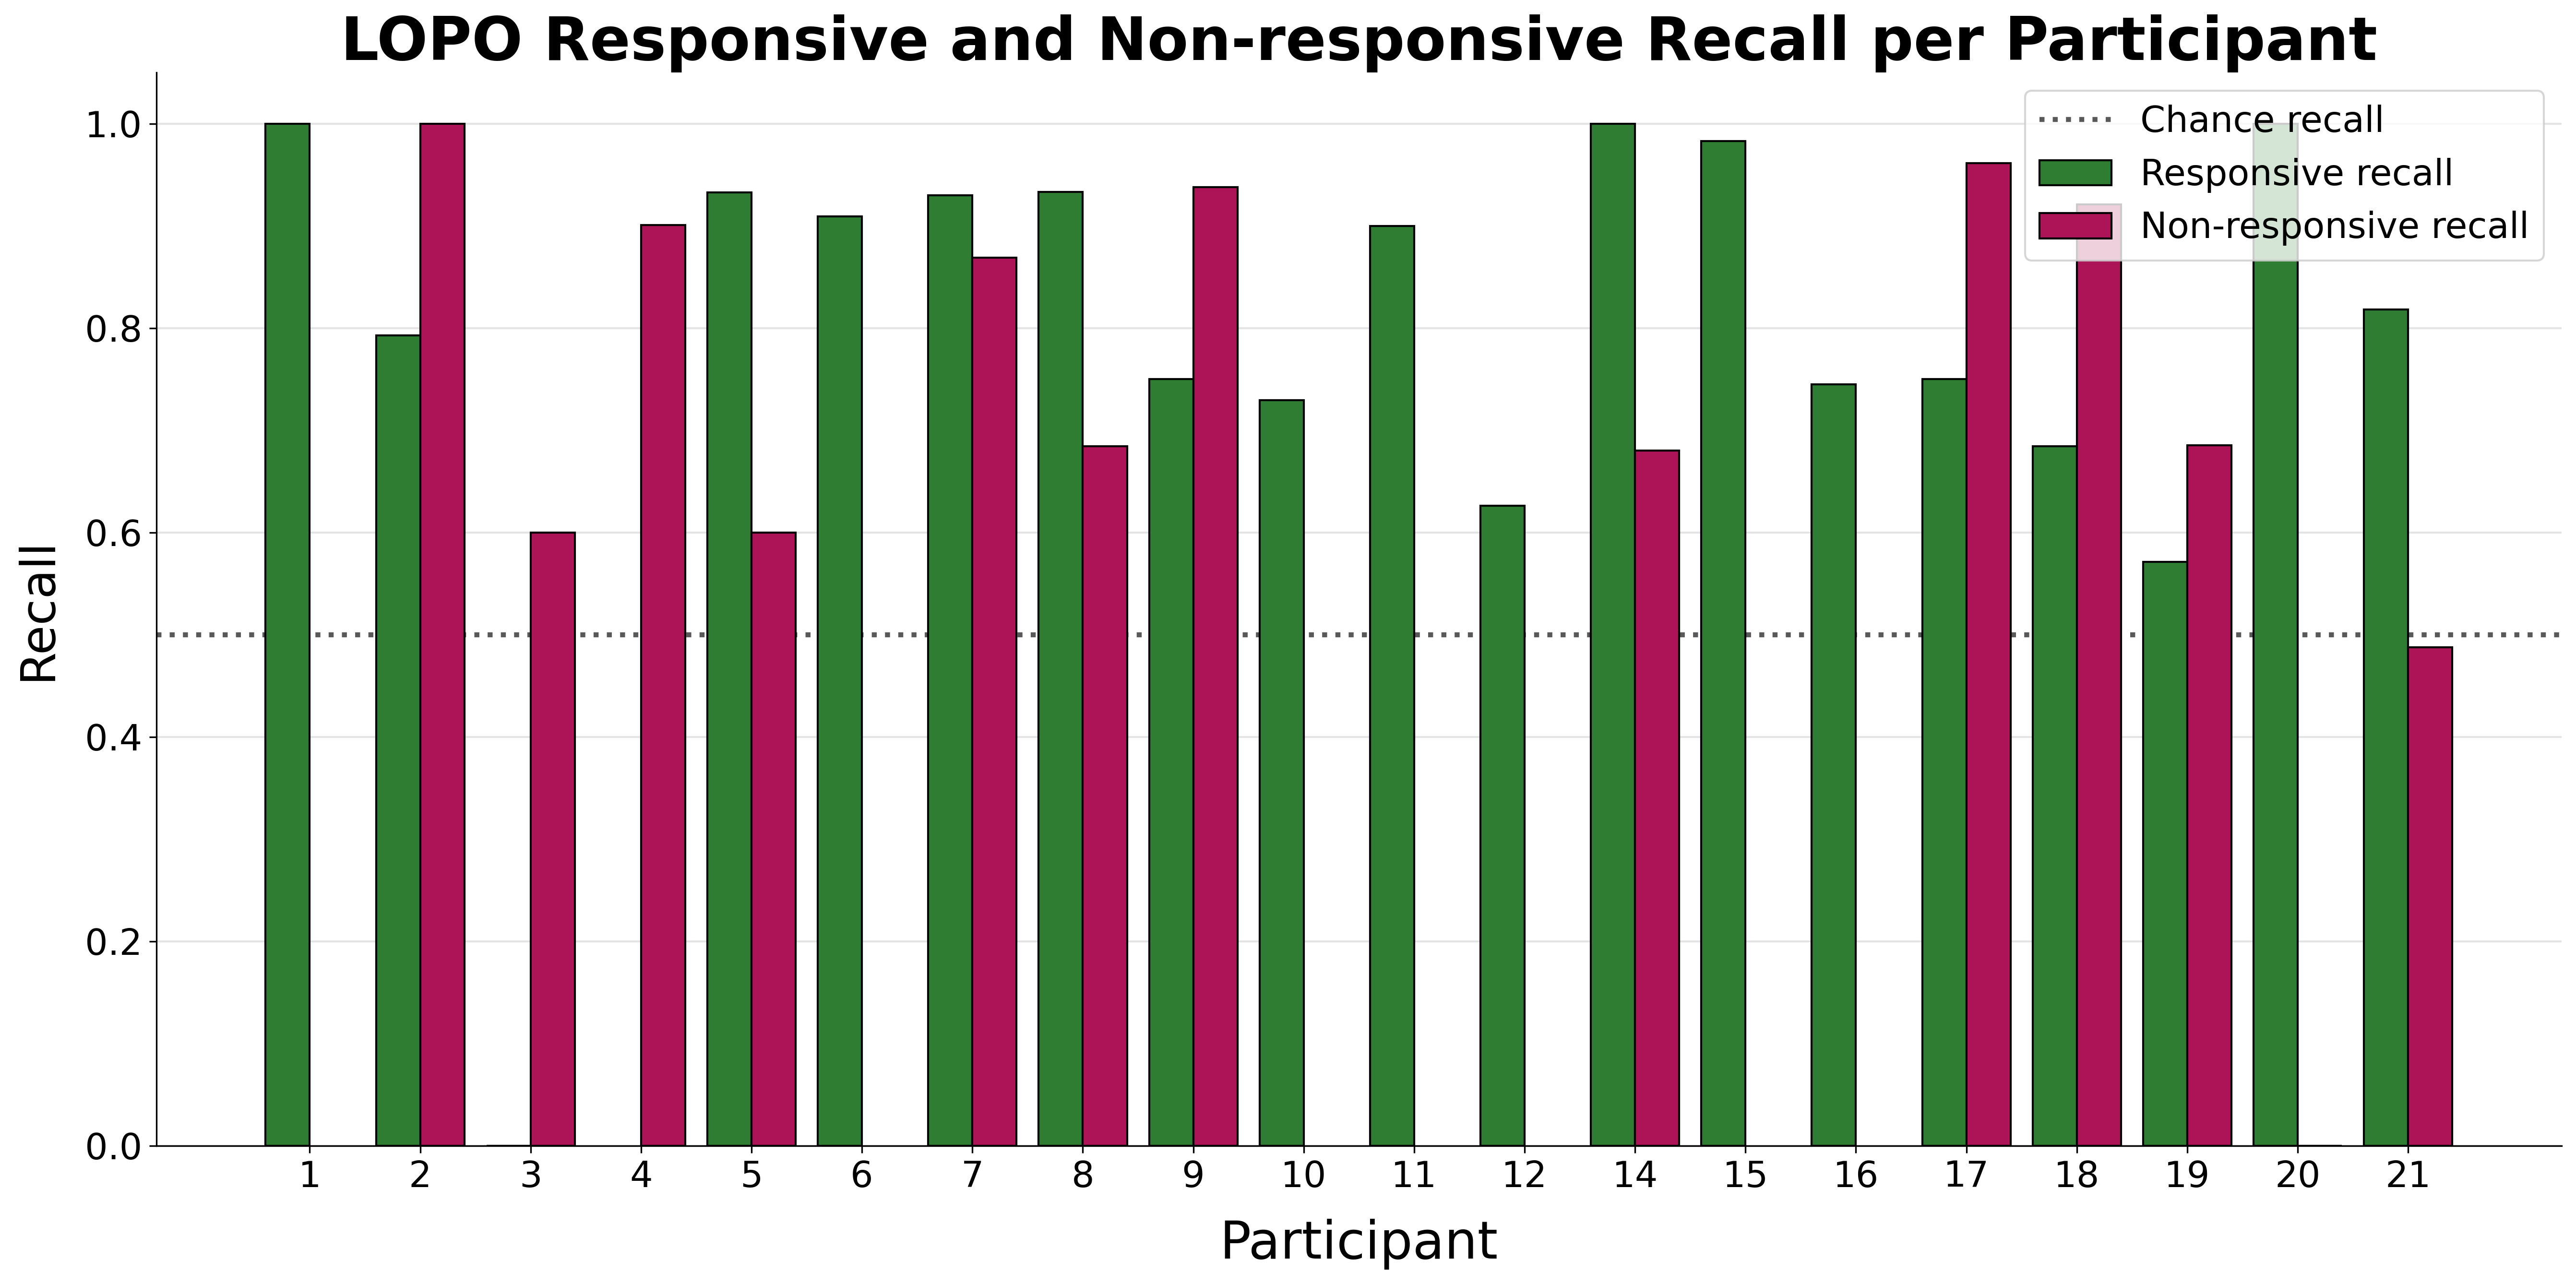 LOPO Responsive and Non-responsive Recall per Participant
Chance recall
Responsive recall
Non-responsive recall
Recall
1.0
0.8
0.6
0.4
0.2
0.0
1 2 3 4 5 6 7 8 9 10 11 12 14 15 16 17 18 19 20 21
Participant